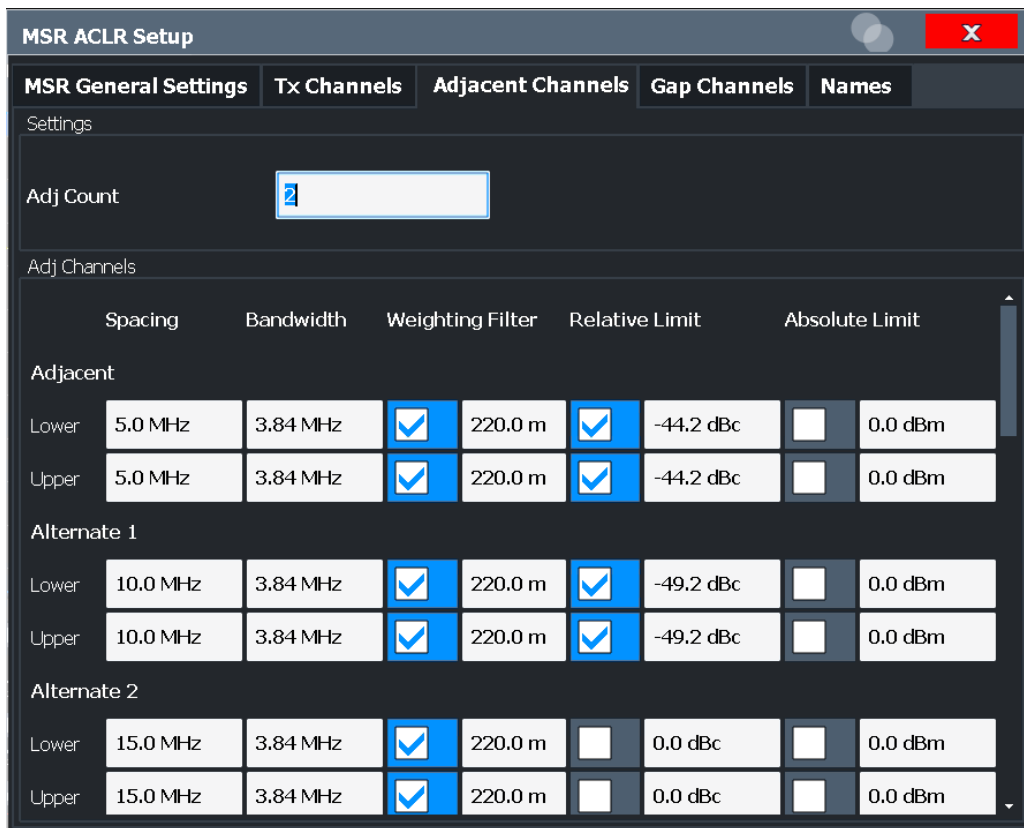 MSR ACLR Setup X
MSR General Settings Tx Channels Adjacent Channels Gap Channels Names
Settings
Adj Count 2
Adj Channels
Spacing Bandwidth Weighting Filter Relative Limit Absolute Limit
Adjacent
Lower 5.0 MHz 3.84 MHz 220.0 m -44.2 dBc 0.0 dBm
Upper 5.0 MHz 3.84 MHz 220.0 m -44.2 dBc 0.0 dBm
Alternate 1
Lower 10.0 MHz 3.84 MHz 220.0 m -49.2 dBc 0.0 dBm
Upper 10.0 MHz 3.84 MHz 220.0 m -49.2 dBc 0.0 dBm
Alternate 2
Lower 15.0 MHz 3.84 MHz 220.0 m 0.0 dBc 0.0 dBm
Upper 15.0 MHz 3.84 MHz 220.0 m 0.0 dBc 0.0 dBm